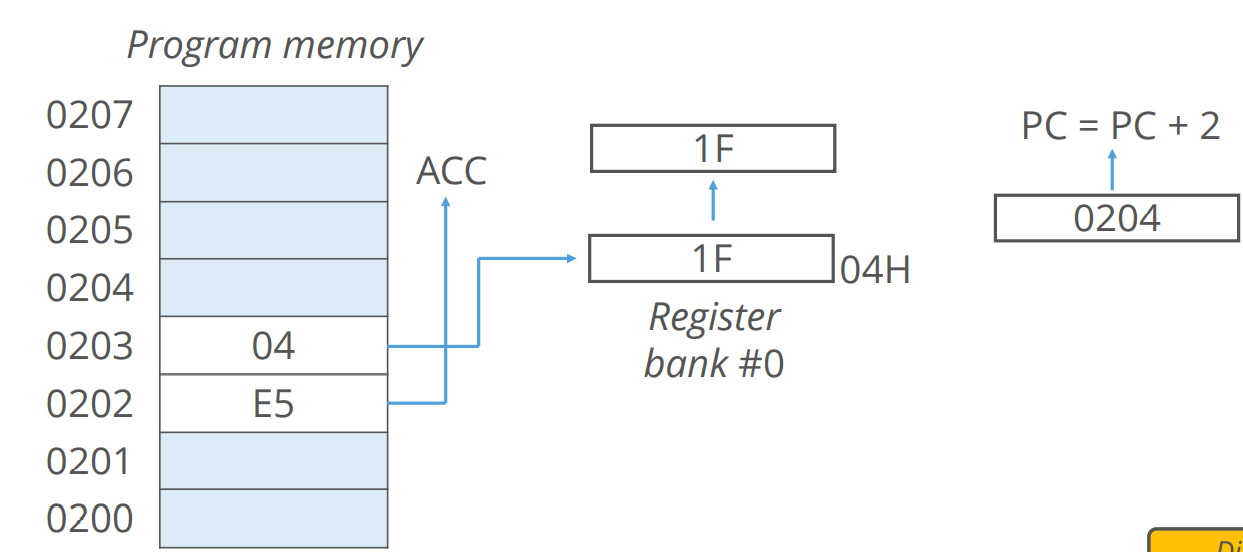 Program memory
0207
0206
0205
0204
0203 04
0202 E5
0201
0200
ACC
1F
1F 04H
Register
bank #0
PC = PC + 2
0204